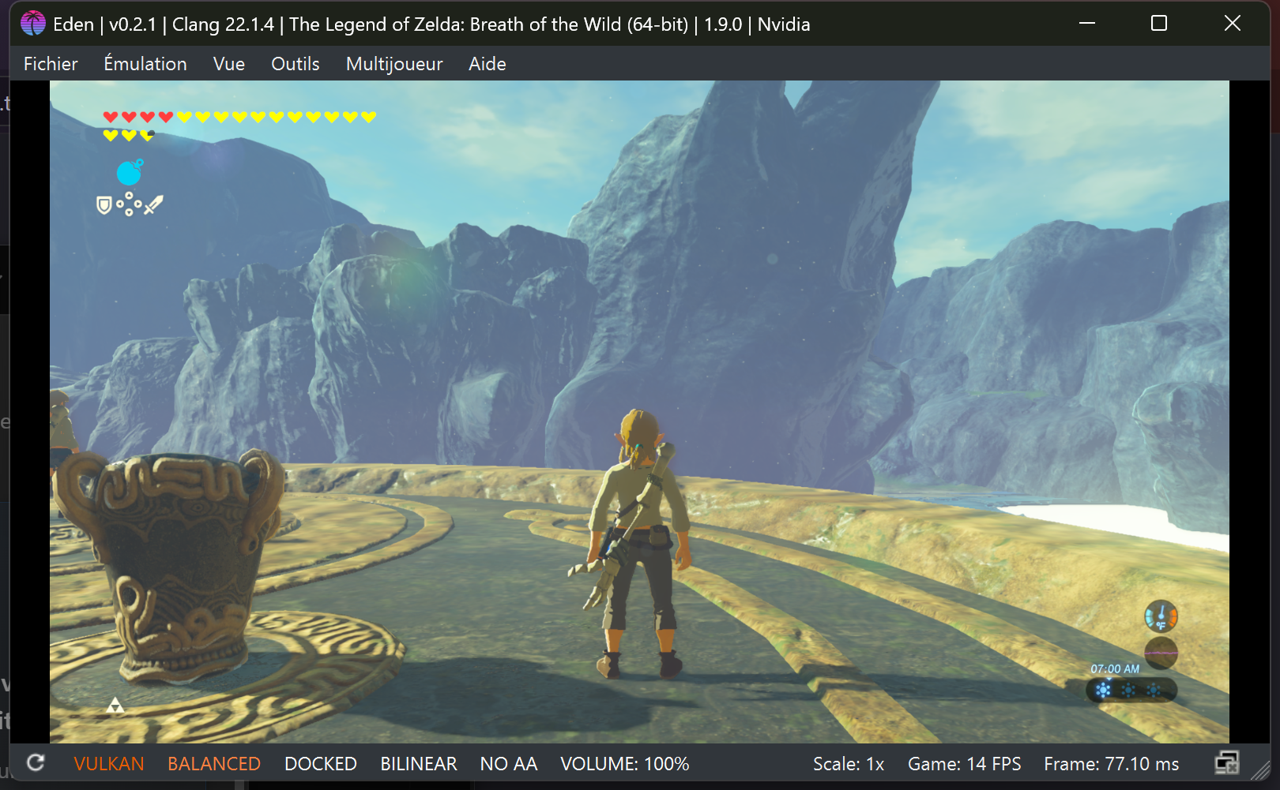 Eden | v0.2.1 | Clang 22.1.4 | The Legend of Zelda: Breath of the Wild (64-bit) | 1.9.0 | Nvidia
Fichier Émulation Vue Outils Multijoueur Aide
°F
07:00 AM
VULKAN BALANCED DOCKED BILINEAR NO AA VOLUME: 100% Scale: 1x Game: 14 FPS Frame: 77.10 ms